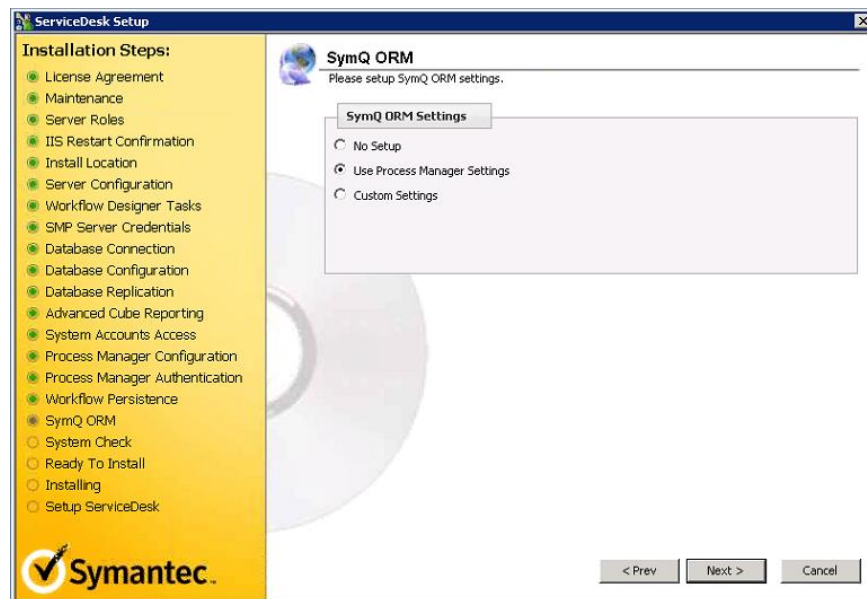 ServiceDesk Setup
Installation Steps:
License Agreement
Maintenance
Server Roles
IIS Restart Confirmation
Install Location
Server Configuration
Workflow Designer Tasks
SMP Server Credentials
Database Connection
Database Configuration
Database Replication
Advanced Cube Reporting
System Accounts Access
Process Manager Configuration
Process Manager Authentication
Workflow Persistence
SymQ ORM
System Check
Ready To Install
Installing
Setup ServiceDesk
Symantec.
SymQ ORM
Please setup SymQ ORM settings.
SymQ ORM Settings
No Setup
Use Process Manager Settings
Custom Settings
< Prev
Next >
Cancel